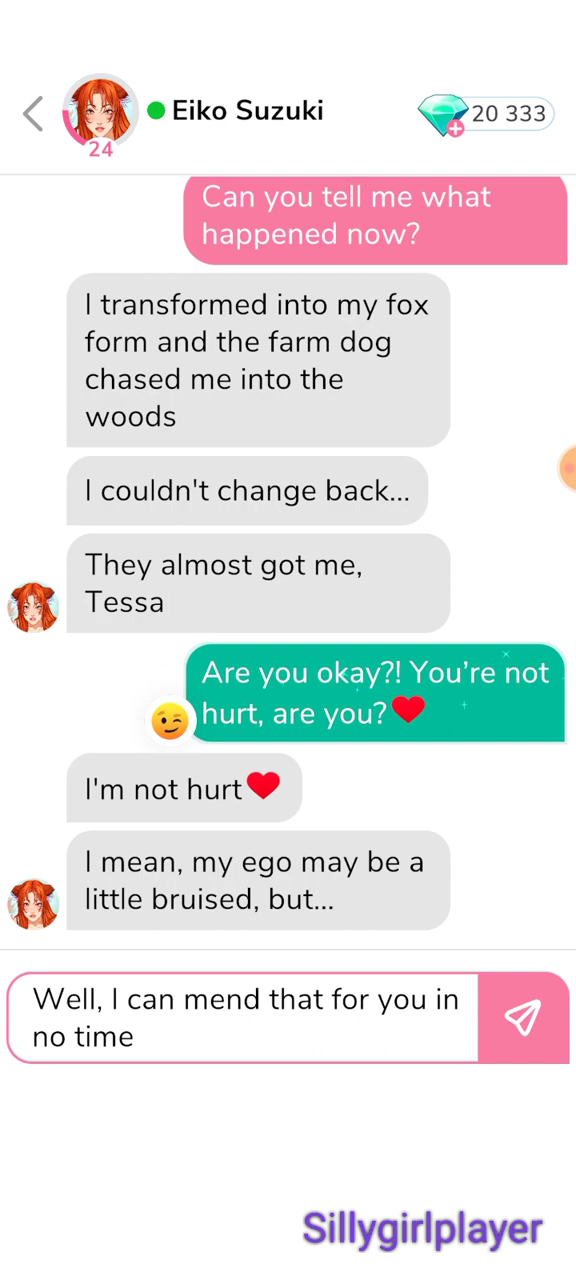 Eiko Suzuki
20 333
24
Can you tell me what
happened now?
I transformed into my fox
form and the farm dog
chased me into the
woods
I couldn't change back...
They almost got me,
Tessa
Are you okay?! You’re not
hurt, are you?❤️
I'm not hurt❤️
I mean, my ego may be a
little bruised, but...
Well, I can mend that for you in
no time
Sillygirlplayer